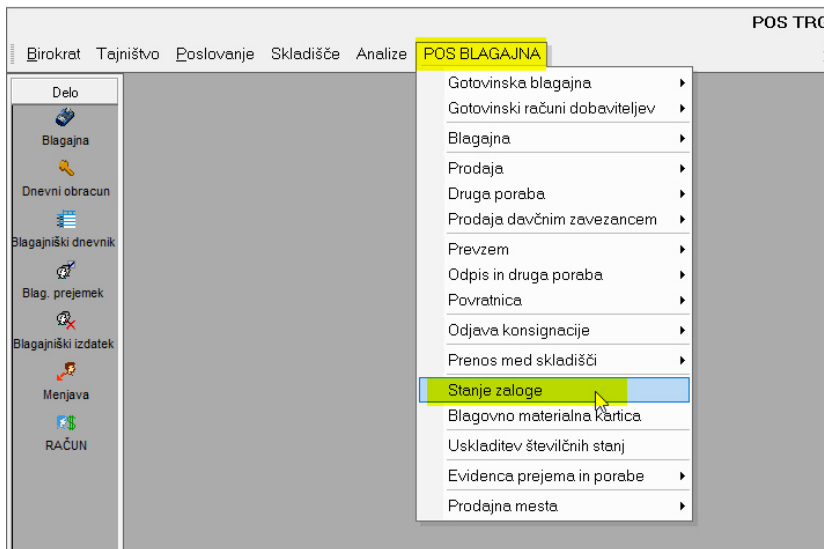 POS TRG
Birokrat Tajništvo Poslovanje Skladišče Analize POS BLAGAJNA
Delo
Blagajna
Dnevni obracun
Blagajniški dnevnik
Blag. prejemek
Blagajniški izdatek
Menjava
RAČUN
Gotovinska blagajna
Gotovinski računi dobaviteljev
Blagajna
Prodaja
Druga poraba
Prodaja davčnim zavezancem
Prevzem
Odpis in druga poraba
Povratnica
Odjava konsignacije
Prenos med skladišči
Stanje zaloge
Blagovno materialna kartica
Uskladitev številčnih stanj
Evidenca prejema in porabe
Prodajna mesta